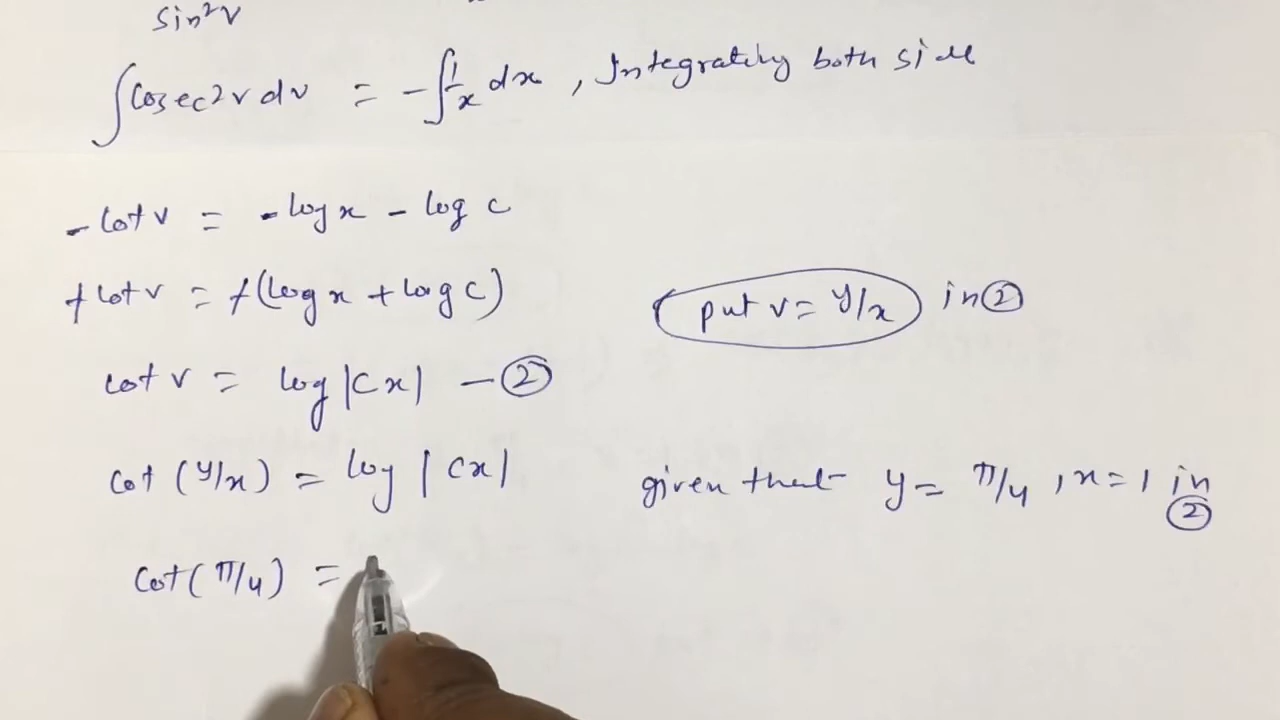 Sin²v
∫Cosec2v dv = -∫1/x dx , Integrating both side
- Cot v = - log x - log c
+ Cot v = +(log x + log c)
put v = y/x in ②
cot v = log |cx| — ②
cot (y/x) = log |cx|
given that y = π/4 , x = 1 in ②
Cot (π/4) =